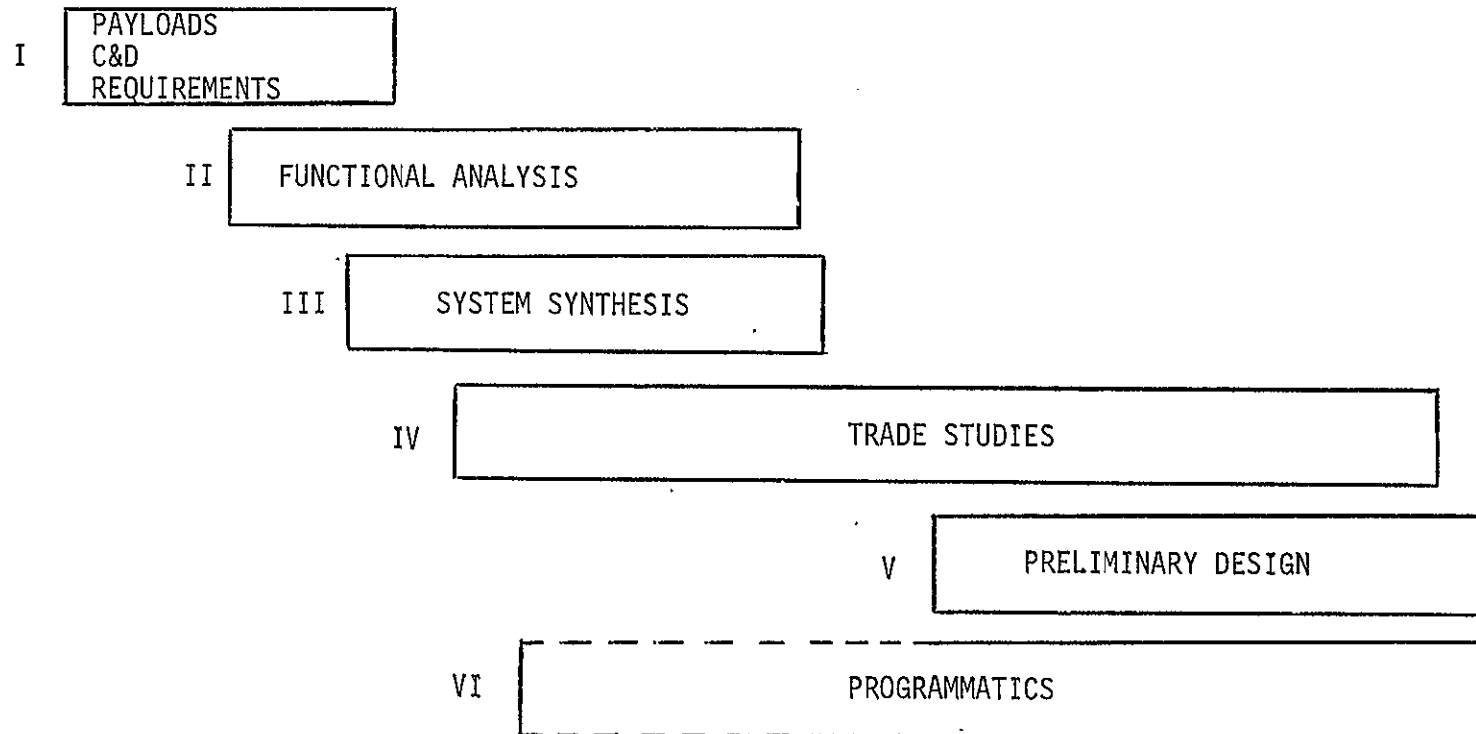 I
PAYLOADS
C&D
REQUIREMENTS
II
FUNCTIONAL ANALYSIS
III
SYSTEM SYNTHESIS
IV
TRADE STUDIES
V
PRELIMINARY DESIGN
VI
PROGRAMMATICS